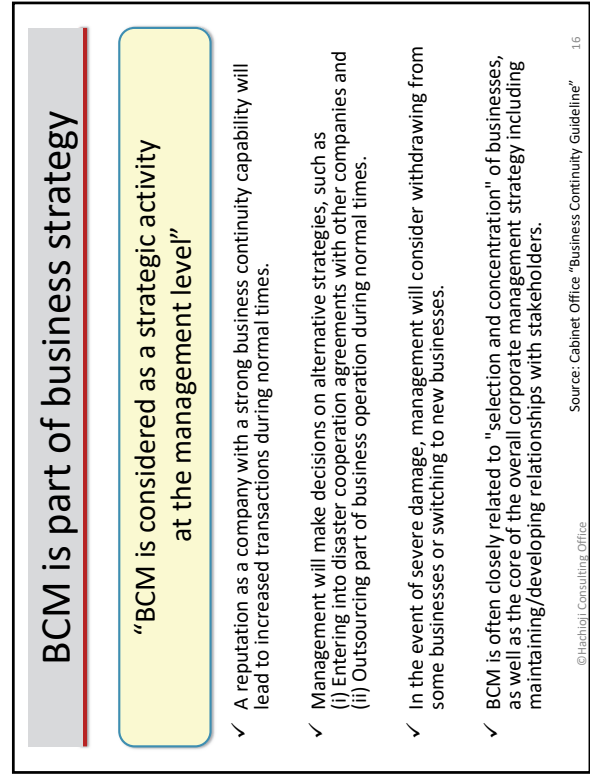 BCM is part of business strategy
“BCM is considered as a strategic activity
at the management level”
✓ A reputation as a company with a strong business continuity capability will
lead to increased transactions during normal times.
✓ Management will make decisions on alternative strategies, such as
(i) Entering into disaster cooperation agreements with other companies and
(ii) Outsourcing part of business operation during normal times.
✓ In the event of severe damage, management will consider withdrawing from
some businesses or switching to new businesses.
✓ BCM is often closely related to "selection and concentration" of businesses,
as well as the core of the overall corporate management strategy including
maintaining/developing relationships with stakeholders.
Source: Cabinet Office “Business Continuity Guideline”
©Hachioji Consulting Office
16